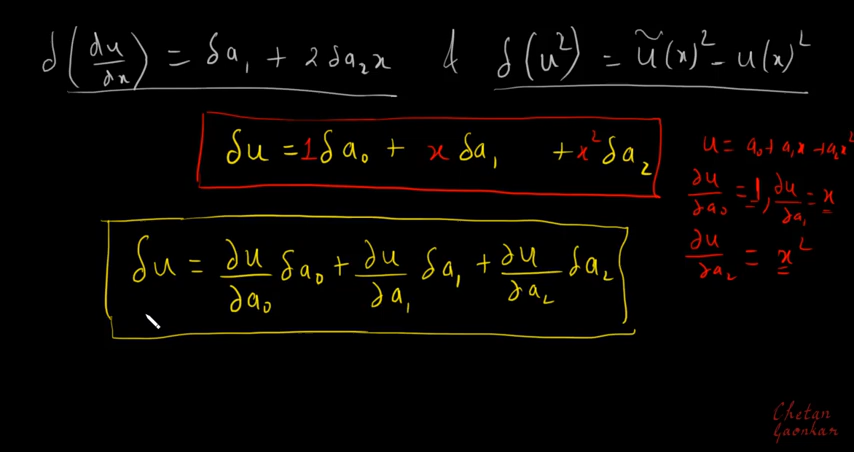 δ(du/dx) = δa₁ + 2δa₂x & δ(u²) = ũ(x)² - u(x)²
δu = 1δa₀ + xδa₁ + x²δa₂
u = a₀ + a₁x + a₂x²
∂u/∂a₀ = 1, ∂u/∂a₁ = x
∂u/∂a₂ = x²
δu = ∂u/∂a₀ δa₀ + ∂u/∂a₁ δa₁ + ∂u/∂a₂ δa₂
Chetan
Gaonkar